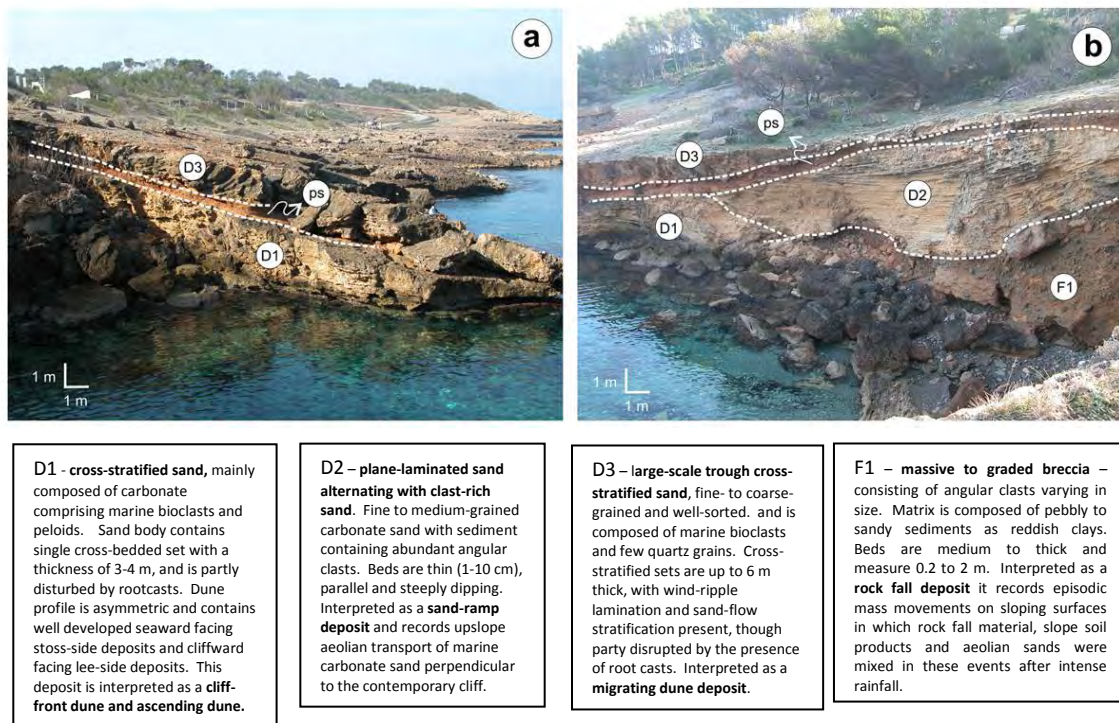 a
D3
ps
D1
1 m
1 m
b
ps
D3
D2
D1
F1
1 m
1 m
D1 - cross-stratified sand, mainly
composed of carbonate
comprising marine bioclasts and
peloids. Sand body contains
single cross-bedded set with a
thickness of 3-4 m, and is partly
disturbed by rootcasts. Dune
profile is asymmetric and contains
well developed seaward facing
stoss-side deposits and cliffward
facing lee-side deposits. This
deposit is interpreted as a cliff-
front dune and ascending dune.
D2 – plane-laminated sand
alternating with clast-rich
sand. Fine to medium-grained
carbonate sand with sediment
containing abundant angular
clasts. Beds are thin (1-10 cm),
parallel and steeply dipping.
Interpreted as a sand-ramp
deposit and records upslope
aeolian transport of marine
carbonate sand perpendicular
to the contemporary cliff.
D3 – large-scale trough cross-
stratified sand, fine- to coarse-
grained and well-sorted. and is
composed of marine bioclasts
and few quartz grains. Cross-
stratified sets are up to 6 m
thick, with wind-ripple
lamination and sand-flow
stratification present, though
party disrupted by the presence
of root casts. Interpreted as a
migrating dune deposit.
F1 – massive to graded breccia –
consisting of angular clasts varying in
size. Matrix is composed of pebbly to
sandy sediments as reddish clays.
Beds are medium to thick and
measure 0.2 to 2 m. Interpreted as a
rock fall deposit it records episodic
mass movements on sloping surfaces
in which rock fall material, slope soil
products and aeolian sands were
mixed in these events after intense
rainfall.